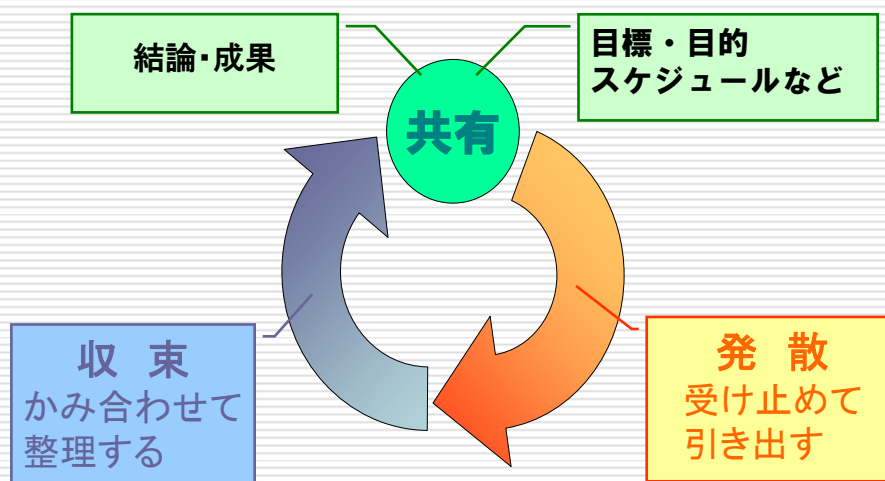 結論・成果
目標・目的
スケジュールなど
共有
収 束
かみ合わせて
整理する
発 散
受け止めて
引き出す